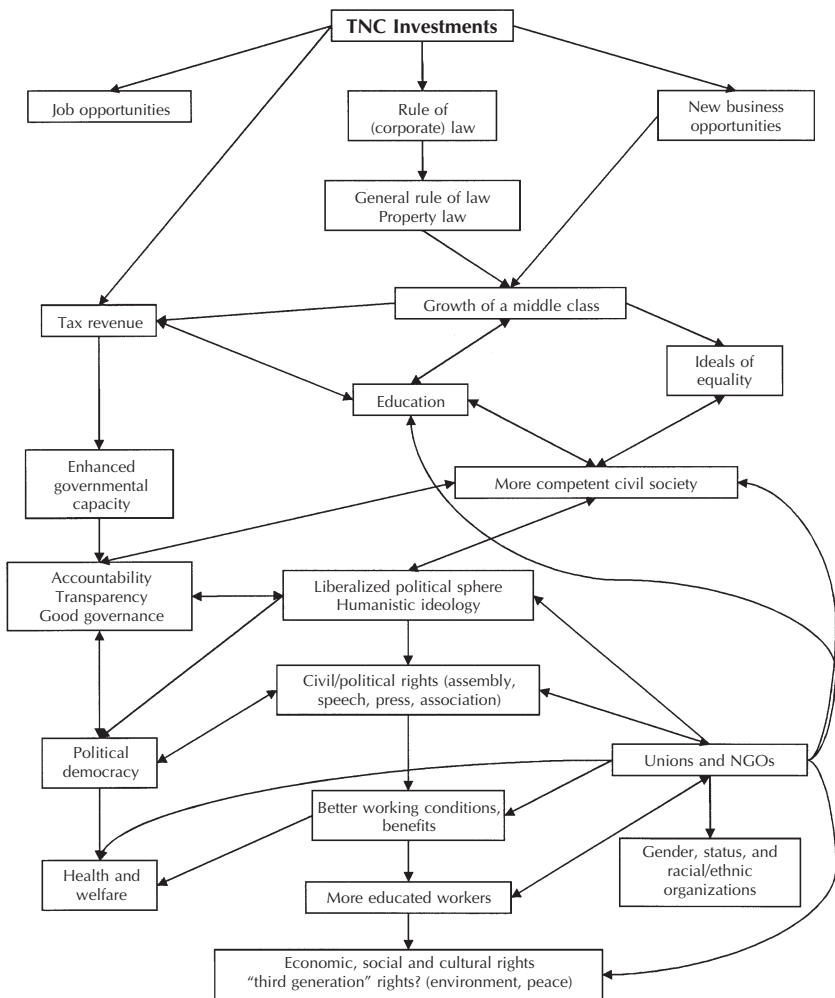 TNC Investments
Job opportunities
Rule of
(corporate) law
New business
opportunities
General rule of law
Property law
Growth of a middle class
Tax revenue
Ideals of
equality
Education
Enhanced
governmental
capacity
More competent civil society
Accountability
Transparency
Good governance
Liberalized political sphere
Humanistic ideology
Civil/political rights (assembly,
speech, press, association)
Political
democracy
Unions and NGOs
Better working conditions,
benefits
Gender, status, and
racial/ethnic
organizations
Health and
welfare
More educated workers
Economic, social and cultural rights
“third generation” rights? (environment, peace)